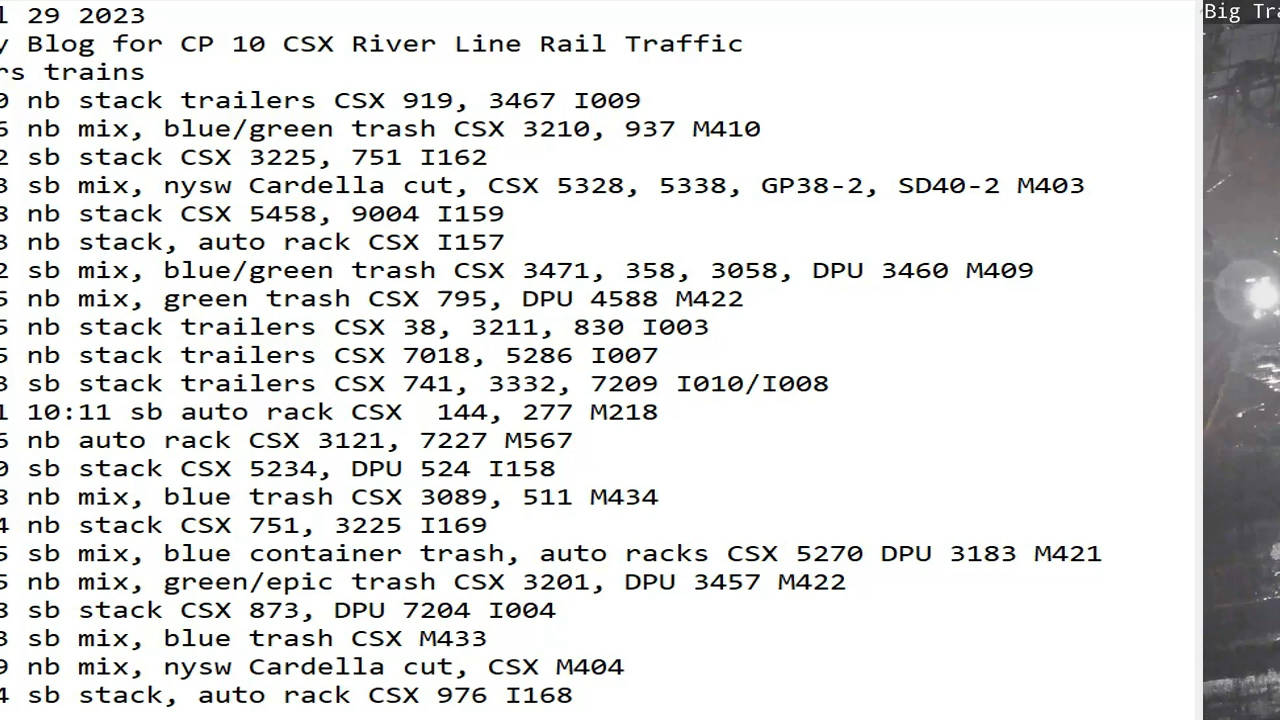 l 29 2023
y Blog for CP 10 CSX River Line Rail Traffic
rs trains
0 nb stack trailers CSX 919, 3467 I009
6 nb mix, blue/green trash CSX 3210, 937 M410
2 sb stack CSX 3225, 751 I162
3 sb mix, nysw Cardella cut, CSX 5328, 5338, GP38-2, SD40-2 M403
8 nb stack CSX 5458, 9004 I159
3 nb stack, auto rack CSX I157
2 sb mix, blue/green trash CSX 3471, 358, 3058, DPU 3460 M409
5 nb mix, green trash CSX 795, DPU 4588 M422
5 nb stack trailers CSX 38, 3211, 830 I003
5 nb stack trailers CSX 7018, 5286 I007
3 sb stack trailers CSX 741, 3332, 7209 I010/I008
1 10:11 sb auto rack CSX  144, 277 M218
6 nb auto rack CSX 3121, 7227 M567
0 sb stack CSX 5234, DPU 524 I158
8 nb mix, blue trash CSX 3089, 511 M434
4 nb stack CSX 751, 3225 I169
5 sb mix, blue container trash, auto racks CSX 5270 DPU 3183 M421
5 nb mix, green/epic trash CSX 3201, DPU 3457 M422
8 sb stack CSX 873, DPU 7204 I004
3 sb mix, blue trash CSX M433
9 nb mix, nysw Cardella cut, CSX M404
4 sb stack, auto rack CSX 976 I168
Big Tra